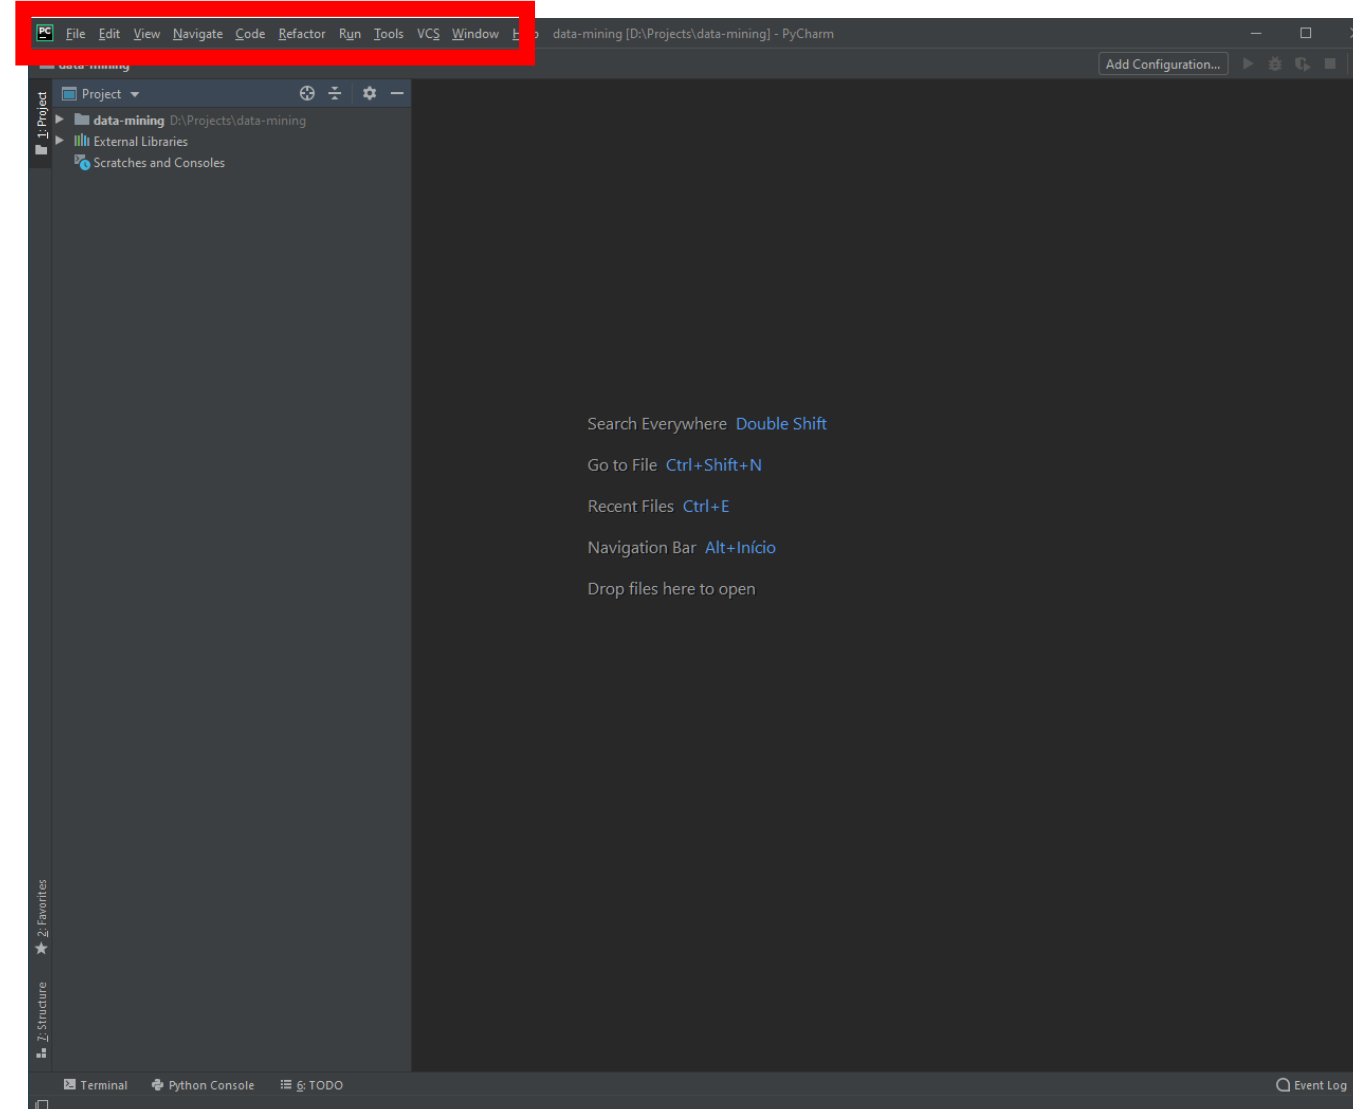 PC File Edit View Navigate Code Refactor Run Tools VCS Window data-mining [D:\Projects\data-mining] - PyCharm
data-mining Add Configuration...
1: Project
Project
data-mining D:\Projects\data-mining
External Libraries
Scratches and Consoles
Search Everywhere Double Shift
Go to File Ctrl+Shift+N
Recent Files Ctrl+E
Navigation Bar Alt+Início
Drop files here to open
2: Favorites
7: Structure
Terminal Python Console 6: TODO Event Log